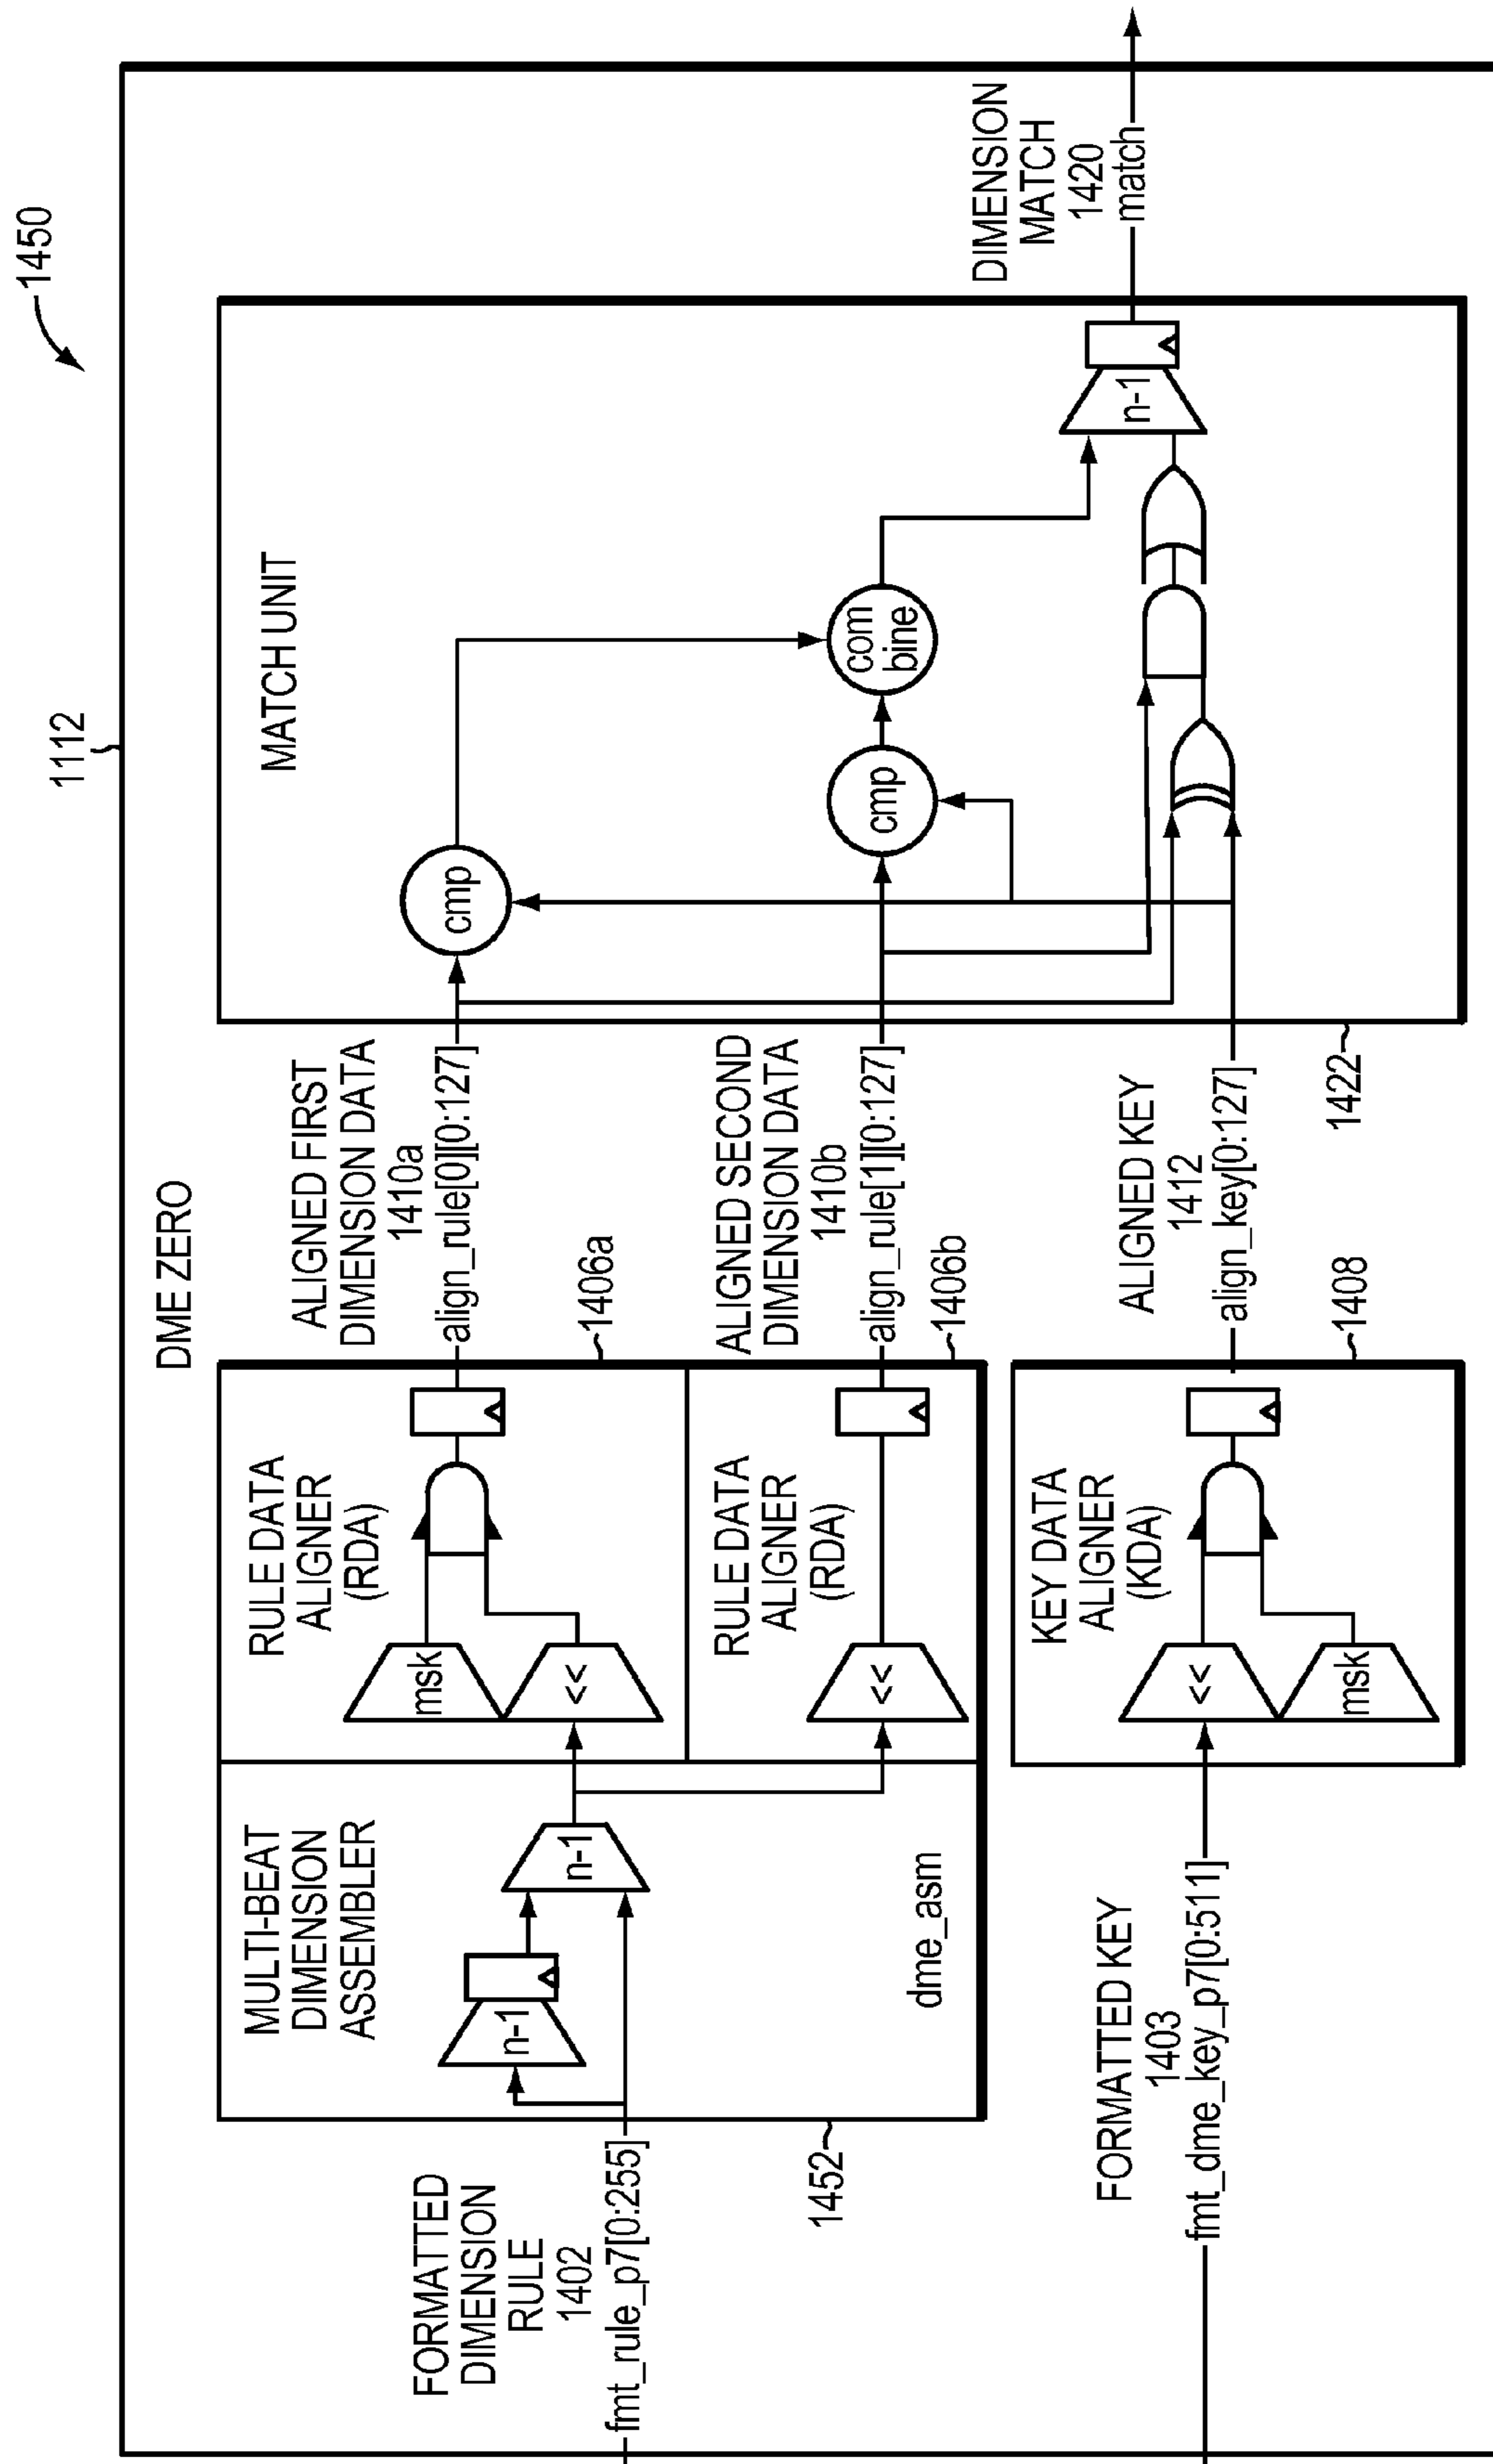 1450
1112
DME ZERO
FORMATTED
DIMENSION
RULE
1402
fmt_rule_p7[0:255]
1452
MULTI-BEAT
DIMENSION
ASSEMBLER
n-1
n-1
dme_asm
RULE DATA
ALIGNER
(RDA)
msk
<<
1406a
RULE DATA
ALIGNER
(RDA)
<<
1406b
FORMATTED KEY
1403
fmt_dme_key_p7[0:511]
KEY DATA
ALIGNER
(KDA)
<<
msk
1408
ALIGNED FIRST
DIMENSION DATA
1410a
align_rule[0][0:127]
ALIGNED SECOND
DIMENSION DATA
1410b
align_rule[1][0:127]
ALIGNED KEY
1412
align_key[0:127]
1422
MATCH UNIT
cmp
cmp
com
bine
n-1
DIMENSION
MATCH
1420
match